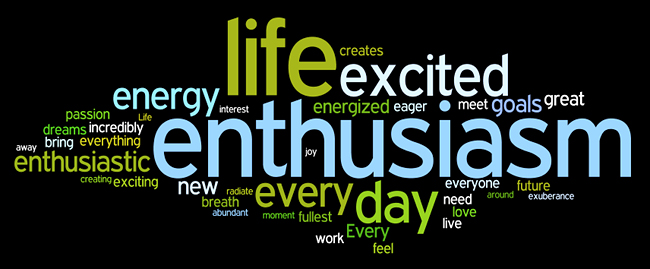 life
creates
excited
energy
interest
energized
eager
meet
goals
great
passion
Life
dreams
incredibly
bring
everything
enthusiasm
away
enthusiastic
joy
creating
exciting
new
radiate
every
day
everyone
around
future
exuberance
breath
need
abundant
moment
fullest
love
live
work
Every
feel